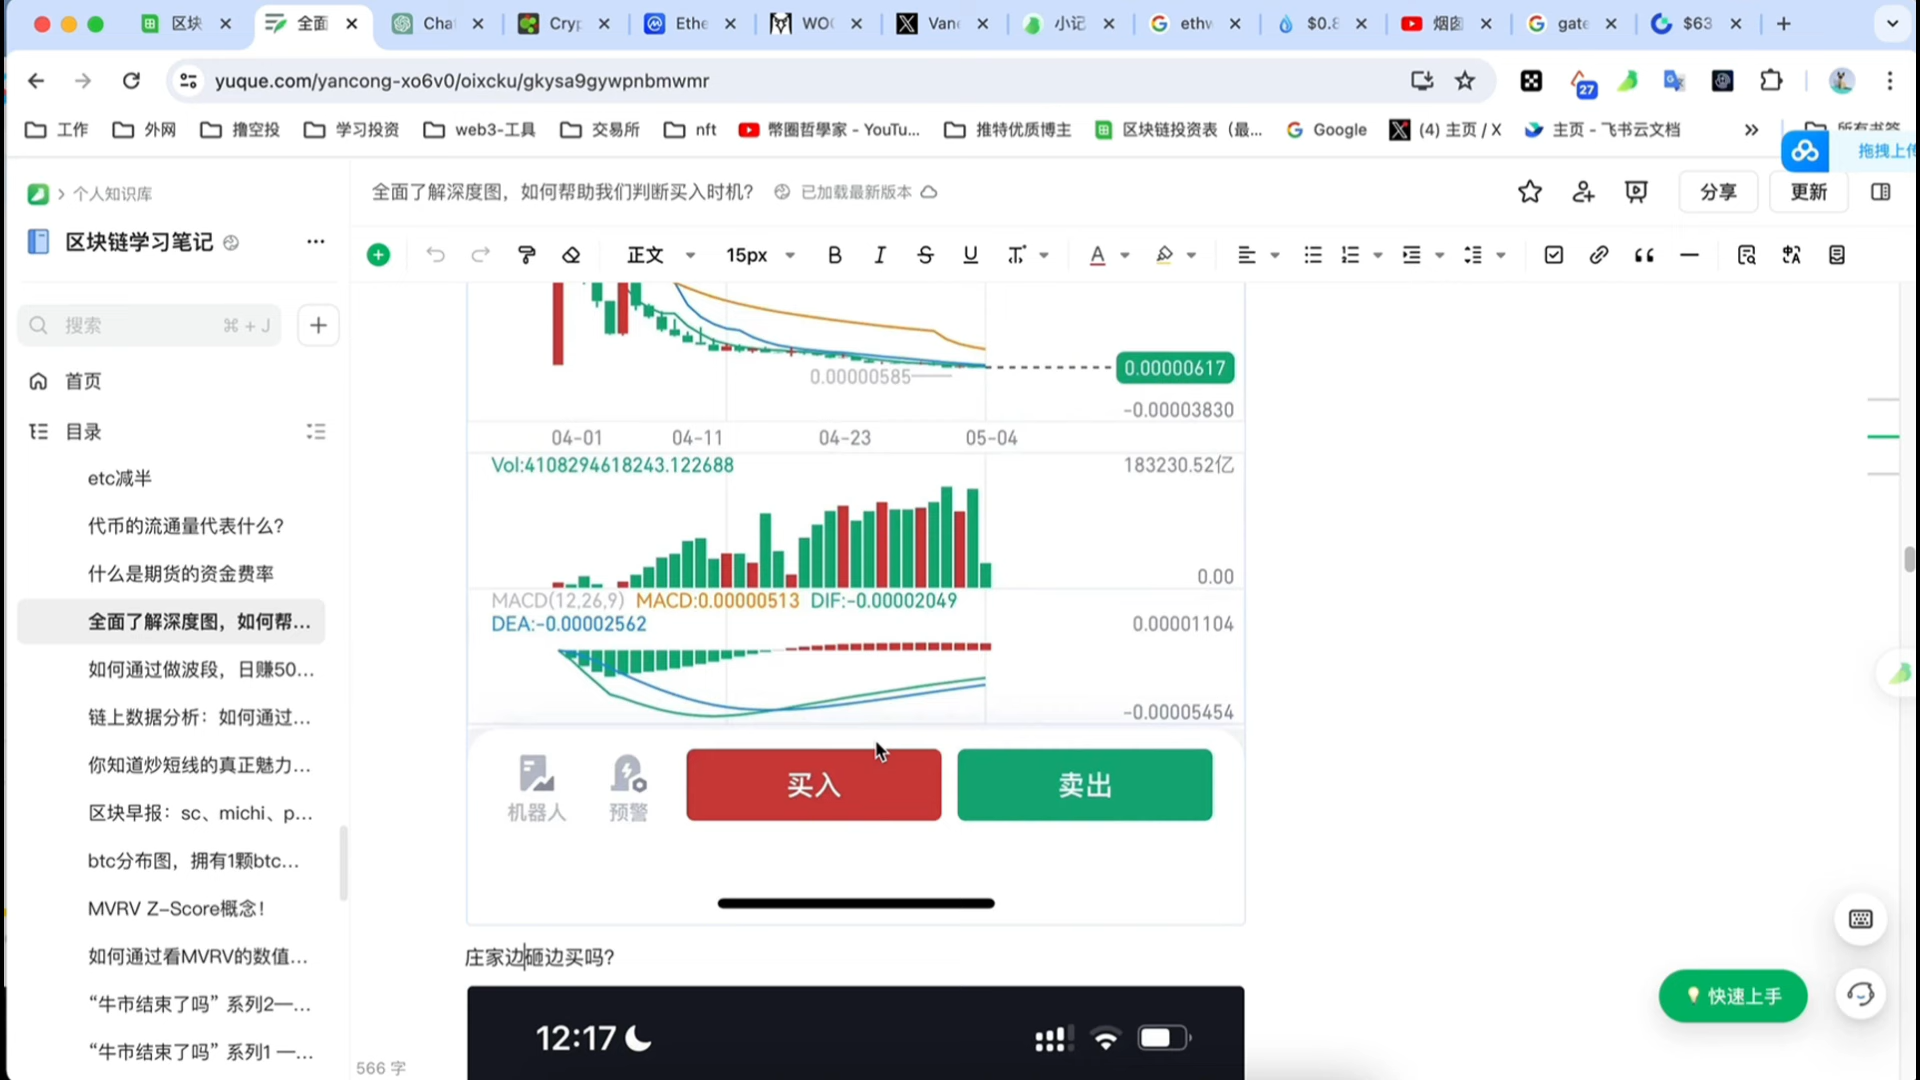 区块
全面
Cha
Cryp
Ethe
WOO
Van
小记
ethw
$0.8
烟囱
gate
$63
yuque.com/yancong-xo6v0/oixcku/gkysa9gywpnbmwmr
27
工作
外网
撸空投
学习投资
web3-工具
交易所
nft
幣圈哲學家 - YouTu...
推特优质博主
区块链投资表（最...
Google
(4) 主页 / X
主页 - 飞书云文档
所有书签
拖拽上传
个人知识库
全面了解深度图，如何帮助我们判断买入时机？
已加载最新版本
分享
更新
区块链学习笔记
正文
15px
搜索
⌘ + J
首页
目录
etc减半
代币的流通量代表什么？
什么是期货的资金费率
全面了解深度图，如何帮...
如何通过做波段，日赚50...
链上数据分析：如何通过...
你知道炒短线的真正魅力...
区块早报：sc、michi、p...
btc分布图，拥有1颗btc...
MVRV Z-Score概念！
如何通过看MVRV的数值...
“牛市结束了吗” 系列2—...
“牛市结束了吗” 系列1 —...
0.00000617
0.00000585
-0.00003830
04-01
04-11
04-23
05-04
Vol:4108294618243.122688
183230.52亿
0.00
MACD(12,26,9) MACD:0.00000513 DIF:-0.00002049
DEA:-0.00002562
0.00001104
-0.00005454
机器人
预警
买入
卖出
庄家边砸边买吗？
12:17
快速上手
566 字